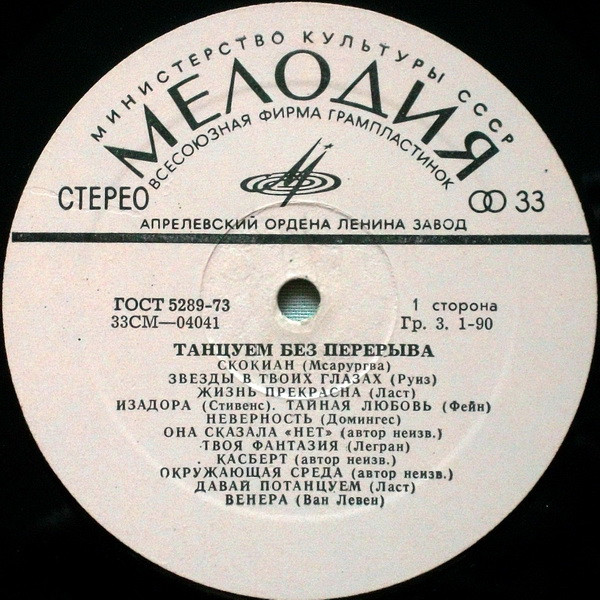 МИНИСТЕРСТВО КУЛЬТУРЫ СССР
МЕЛОДИЯ
ВСЕСОЮЗНАЯ ФИРМА ГРАМПЛАСТИНОК
СТЕРЕО
33
АПРЕЛЕВСКИЙ ОРДЕНА ЛЕНИНА ЗАВОД
ГОСТ 5289-73
1 сторона
33СМ—04041
Гр. 3. 1-90
ТАНЦУЕМ БЕЗ ПЕРЕРЫВА
СКОКИАН (Мсарургва)
ЗВЕЗДЫ В ТВОИХ ГЛАЗАХ (Руиз)
ЖИЗНЬ ПРЕКРАСНА (Ласт)
ИЗАДОРА (Стивенс). ТАЙНАЯ ЛЮБОВЬ (Фейн)
НЕВЕРНОСТЬ (Домингес)
ОНА СКАЗАЛА «НЕТ» (автор неизв.)
ТВОЯ ФАНТАЗИЯ (Легран)
КАСБЕРТ (автор неизв.)
ОКРУЖАЮЩАЯ СРЕДА (автор неизв.)
ДАВАЙ ПОТАНЦУЕМ (Ласт)
ВЕНЕРА (Ван Левен)